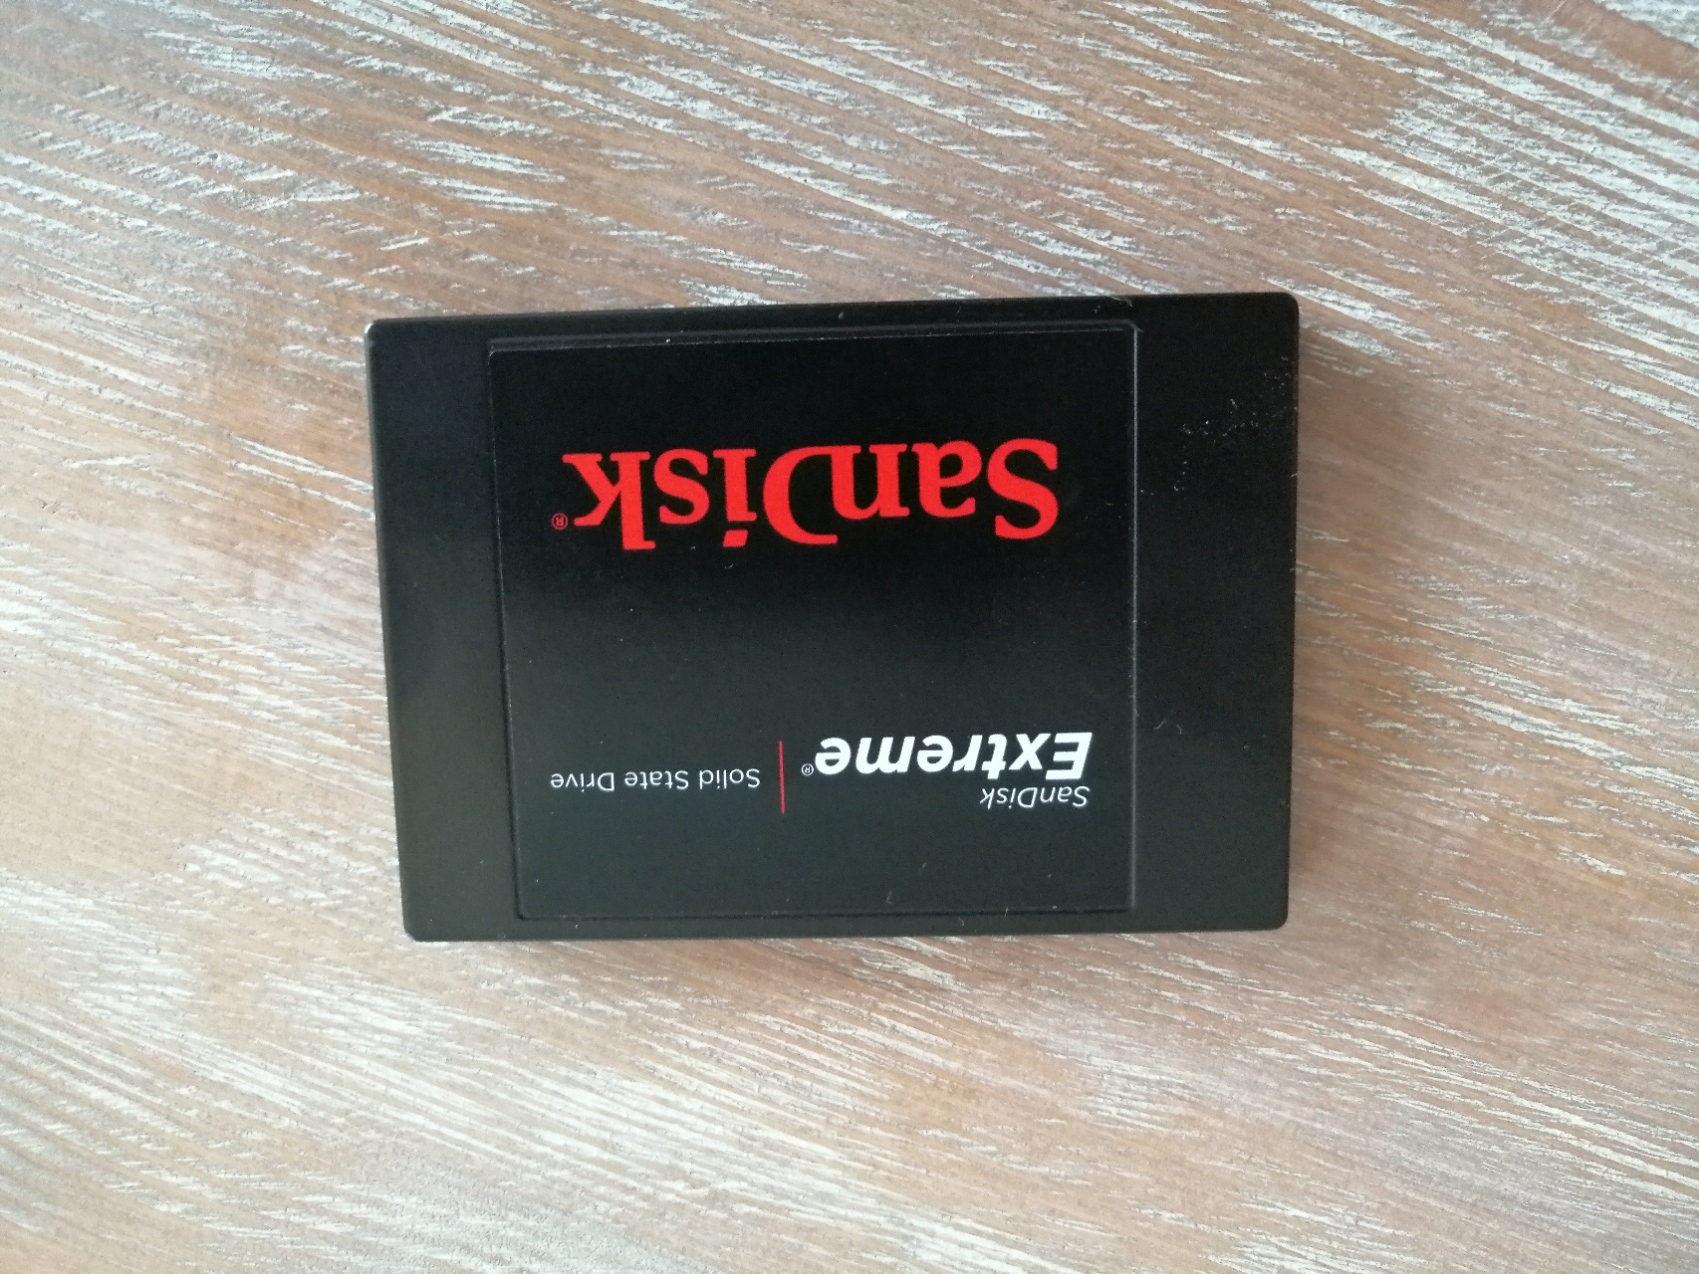 SanDisk
Extreme® | Solid State Drive
SanDisk®